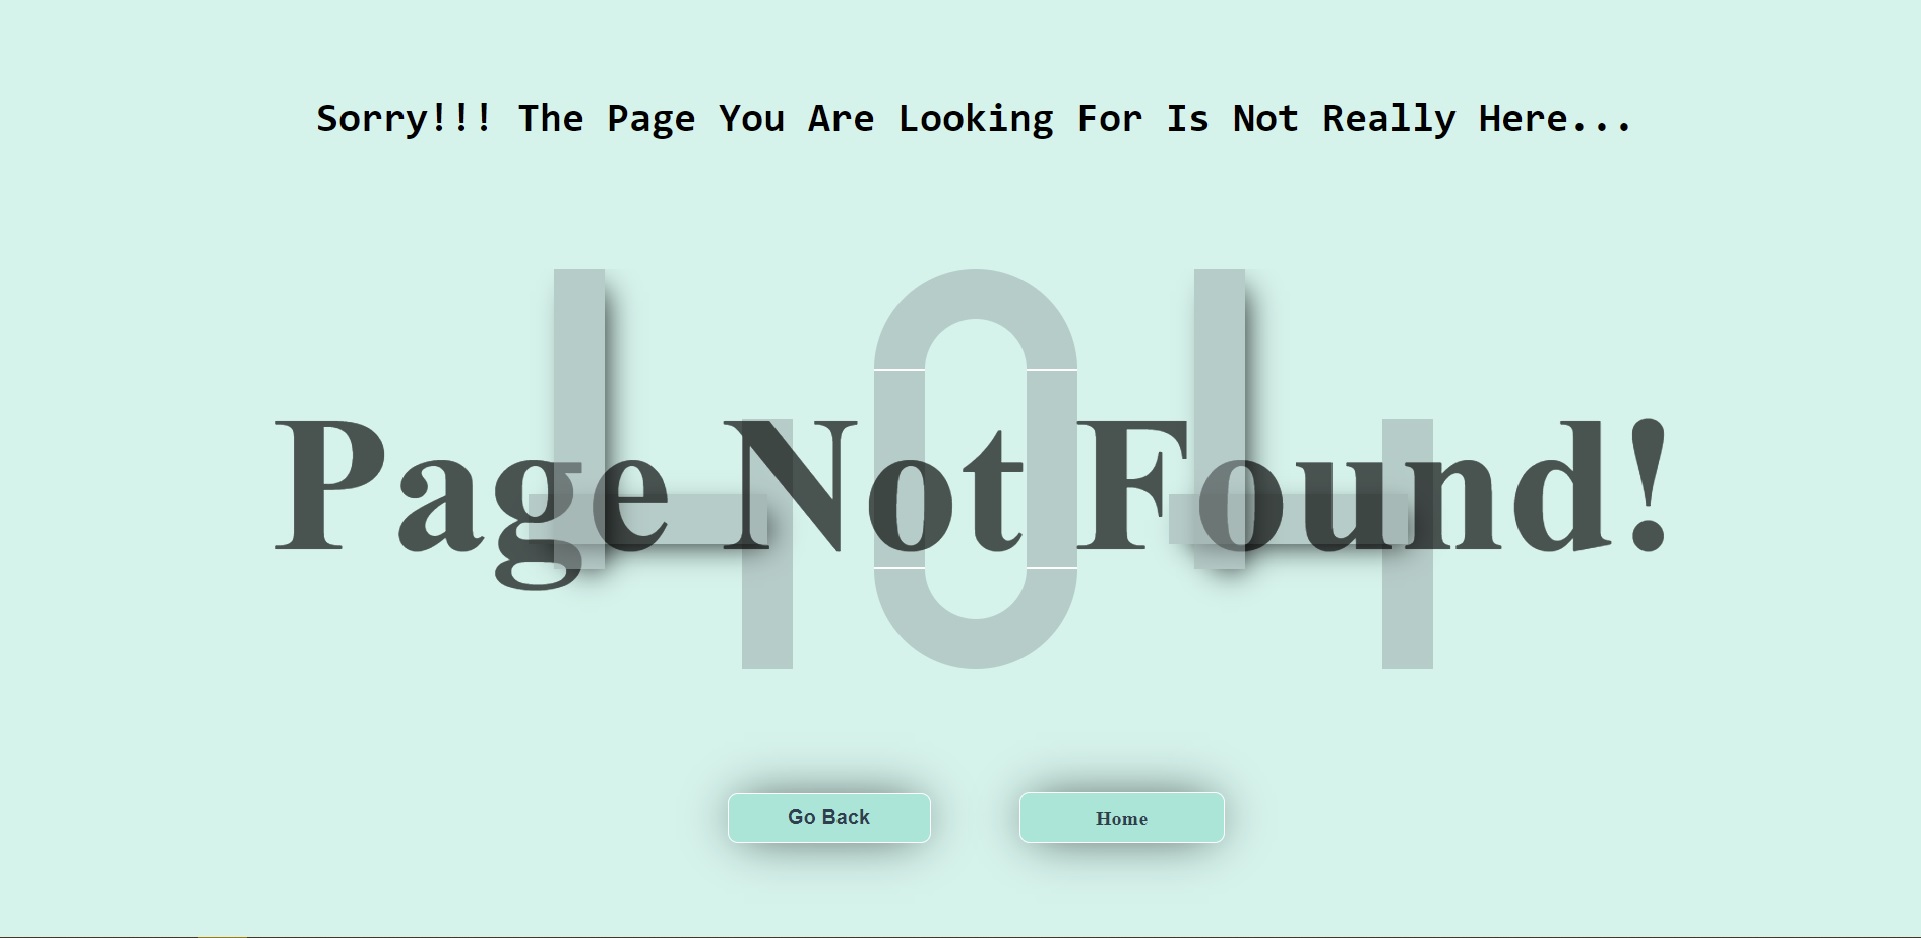 Sorry!!! The Page You Are Looking For Is Not Really Here...
404
Page Not Found!
Go Back
Home